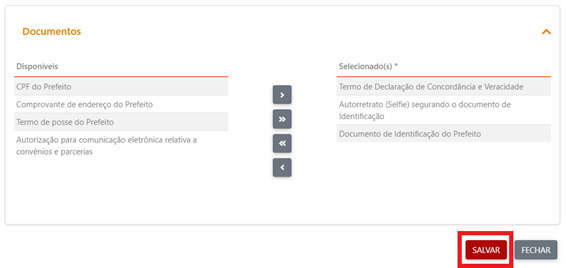 Documentos
Disponíveis
CPF do Prefeito
Comprovante de endereço do Prefeito
Termo de posse do Prefeito
Autorização para comunicação eletrônica relativa a
convênios e parcerias
Selecionado(s) *
Termo de Declaração de Concordância e Veracidade
Autorretrato (Selfie) segurando o documento de
Identificação
Documento de Identificação do Prefeito
SALVAR
FECHAR